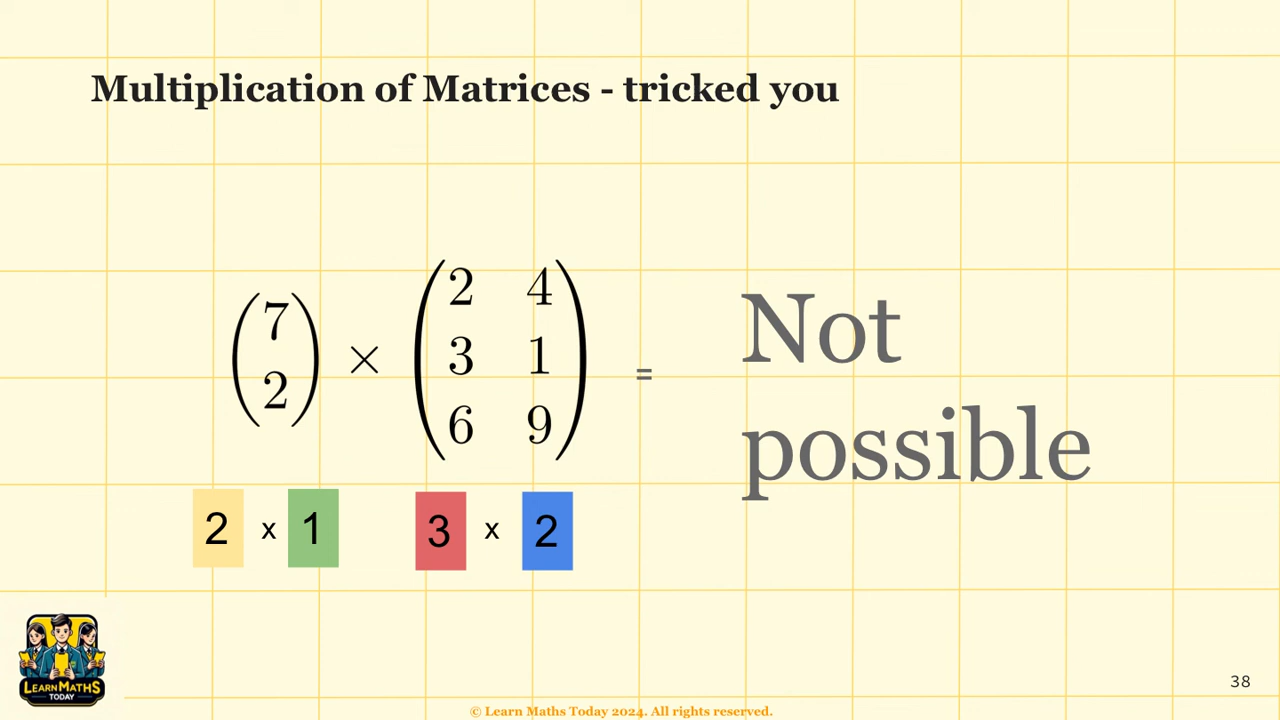 Multiplication of Matrices - tricked you
7
2
×
2 4
3 1
6 9
=
Not
possible
2 x 1 3 x 2
LEARN MATHS
TODAY
38
© Learn Maths Today 2024. All rights reserved.